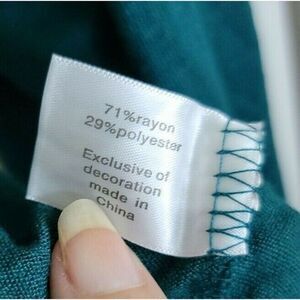 71%rayon
29%polyester
Exclusive of
decoration
made in
China